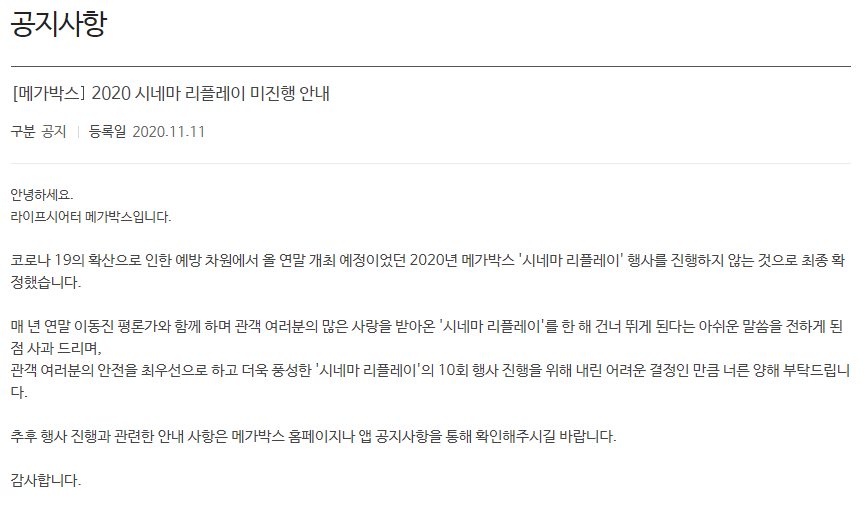 공지사항
[메가박스] 2020 시네마 리플레이 미진행 안내
구분 공지 | 등록일 2020.11.11
안녕하세요.
라이프시어터 메가박스입니다.
코로나 19의 확산으로 인한 예방 차원에서 올 연말 개최 예정이었던 2020년 메가박스 '시네마 리플레이' 행사를 진행하지 않는 것으로 최종 확
정했습니다.
매 년 연말 이동진 평론가와 함께 하며 관객 여러분의 많은 사랑을 받아온 '시네마 리플레이'를 한 해 건너 뛰게 된다는 아쉬운 말씀을 전하게 된
점 사과 드리며,
관객 여러분의 안전을 최우선으로 하고 더욱 풍성한 '시네마 리플레이'의 10회 행사 진행을 위해 내린 어려운 결정인 만큼 너른 양해 부탁드립니
다.
추후 행사 진행과 관련한 안내 사항은 메가박스 홈페이지나 앱 공지사항을 통해 확인해주시길 바랍니다.
감사합니다.